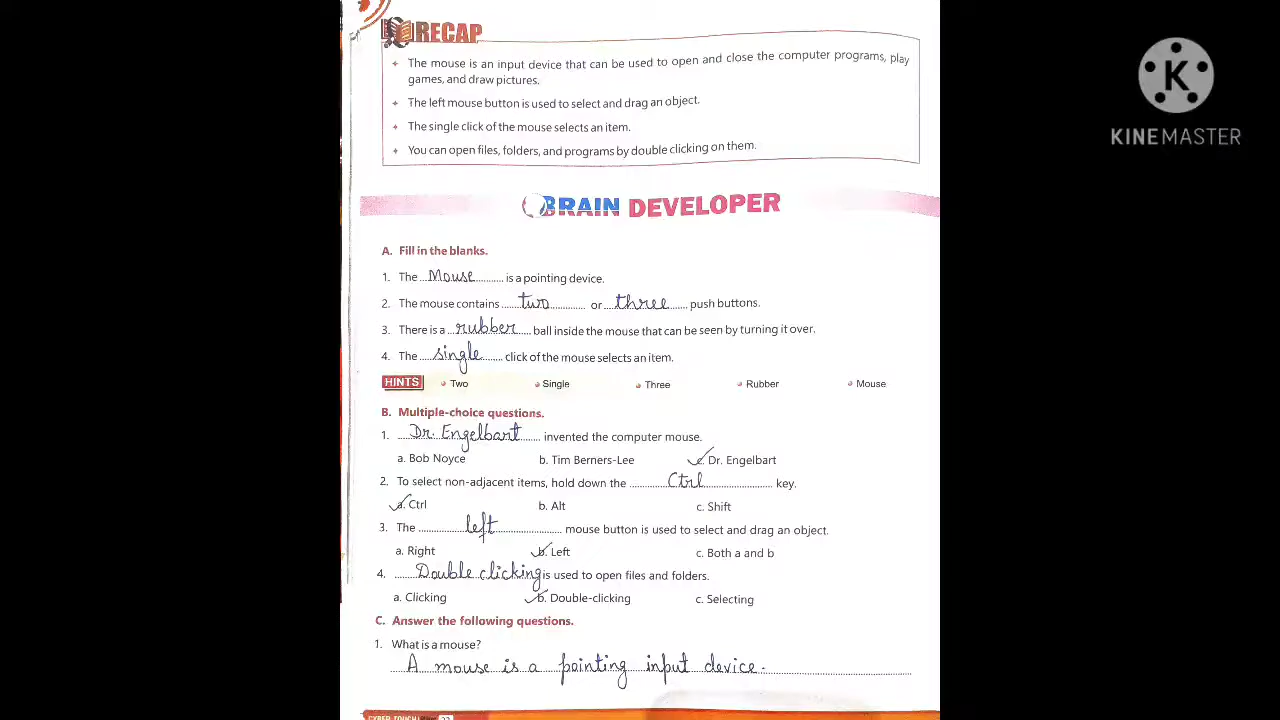 RECAP
The mouse is an input device that can be used to open and close the computer programs, play
games, and draw pictures.
The left mouse button is used to select and drag an object.
The single click of the mouse selects an item.
You can open files, folders, and programs by double clicking on them.
KINEMASTER
BRAIN DEVELOPER
A. Fill in the blanks.
1. The Mouse is a pointing device.
2. The mouse contains two or three push buttons.
3. There is a rubber ball inside the mouse that can be seen by turning it over.
4. The single click of the mouse selects an item.
HINTS Two Single Three Rubber Mouse
B. Multiple-choice questions.
1. Dr. Engelbart invented the computer mouse.
a. Bob Noyce b. Tim Berners-Lee c. Dr. Engelbart
2. To select non-adjacent items, hold down the Ctrl key.
a. Ctrl b. Alt c. Shift
3. The left mouse button is used to select and drag an object.
a. Right b. Left c. Both a and b
4. Double clicking is used to open files and folders.
a. Clicking b. Double-clicking c. Selecting
C. Answer the following questions.
1. What is a mouse?
A mouse is a pointing input device.